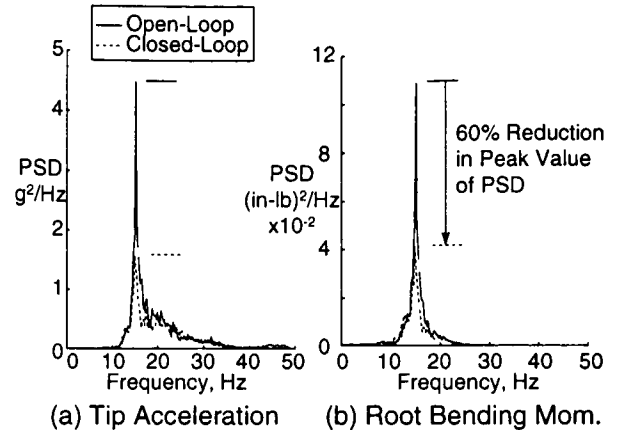 Open-Loop
Closed-Loop
5
4
3
2
1
0
PSD
g²/Hz
0 10 20 30 40 50
Frequency, Hz
(a) Tip Acceleration
12
8
4
0
PSD
(in-lb)²/Hz
x10⁻²
60% Reduction
in Peak Value
of PSD
0 10 20 30 40 50
Frequency, Hz
(b) Root Bending Mom.